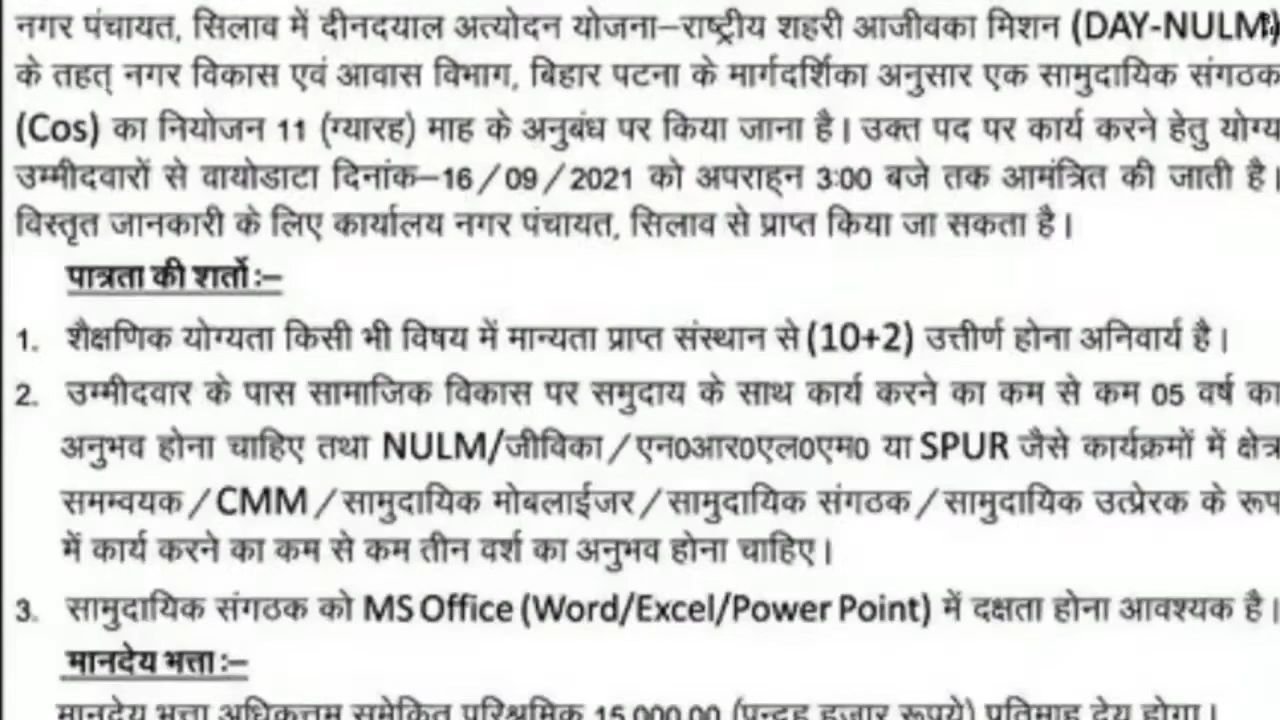 नगर पंचायत, सिलाव में दीनदयाल अत्योदन योजना–राष्ट्रीय शहरी आजीवका मिशन (DAY-NULM)
के तहत् नगर विकास एवं आवास विभाग, बिहार पटना के मार्गदर्शिका अनुसार एक सामुदायिक संगठक
(Cos) का नियोजन 11 (ग्यारह) माह के अनुबंध पर किया जाना है। उक्त पद पर कार्य करने हेतु योग्य
उम्मीदवारों से वायोडाटा दिनांक–16/09/2021 को अपराह्न 3:00 बजे तक आमंत्रित की जाती है।
विस्तृत जानकारी के लिए कार्यालय नगर पंचायत, सिलाव से प्राप्त किया जा सकता है।
पात्रता की शर्तो:–
1. शैक्षणिक योग्यता किसी भी विषय में मान्यता प्राप्त संस्थान से (10+2) उत्तीर्ण होना अनिवार्य है।
2. उम्मीदवार के पास सामाजिक विकास पर समुदाय के साथ कार्य करने का कम से कम 05 वर्ष का
अनुभव होना चाहिए तथा NULM/जीविका/एन0आर0एल0एम0 या SPUR जैसे कार्यक्रमों में क्षेत्र
समम्वयक/CMM/सामुदायिक मोबलाईजर/सामुदायिक संगठक/सामुदायिक उत्प्रेरक के रूप
में कार्य करने का कम से कम तीन वर्श का अनुभव होना चाहिए।
3. सामुदायिक संगठक को MS Office (Word/Excel/Power Point) में दक्षता होना आवश्यक है।
मानदेय भत्ता:–
मानदेय भत्ता अधिकत्तम समेकित परिश्रमिक 15,000.00 (पन्द्रह हजार रूपये) प्रतिमाह देय होगा।